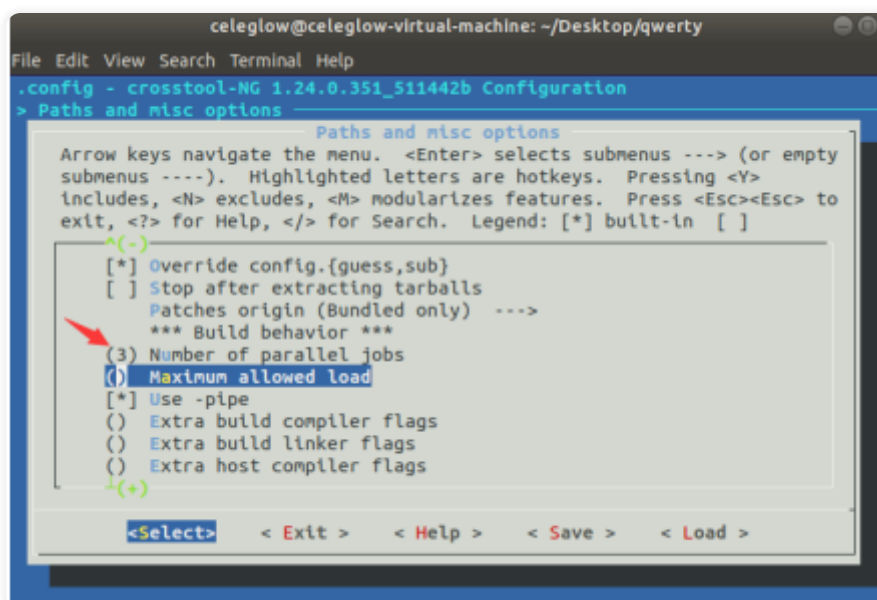 celeglow@celeglow-virtual-machine: ~/Desktop/qwerty
File Edit View Search Terminal Help
.config - crosstool-NG 1.24.0.351_511442b Configuration
> Paths and misc options
Paths and misc options
Arrow keys navigate the menu. <Enter> selects submenus ---> (or empty
submenus ----). Highlighted letters are hotkeys. Pressing <Y>
includes, <N> excludes, <M> modularizes features. Press <Esc><Esc> to
exit, <?> for Help, </> for Search. Legend: [*] built-in [ ]
^(-)
[*] Override config.{guess,sub}
[ ] Stop after extracting tarballs
Patches origin (Bundled only) --->
*** Build behavior ***
(3) Number of parallel jobs
() Maximum allowed load
[*] Use -pipe
() Extra build compiler flags
() Extra build linker flags
() Extra host compiler flags
┴(+)
<Select> < Exit > < Help > < Save > < Load >